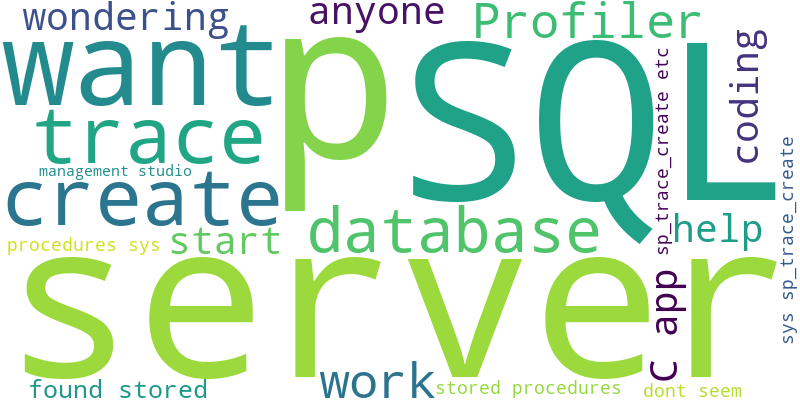 wondering
anyone
Profiler
want
p
SQL
coding
trace
management studio
create
sp_trace_create etc
database
help
start
procedures sys
sys sp_trace_create
server
C app
work
found stored
stored procedures
dont seem